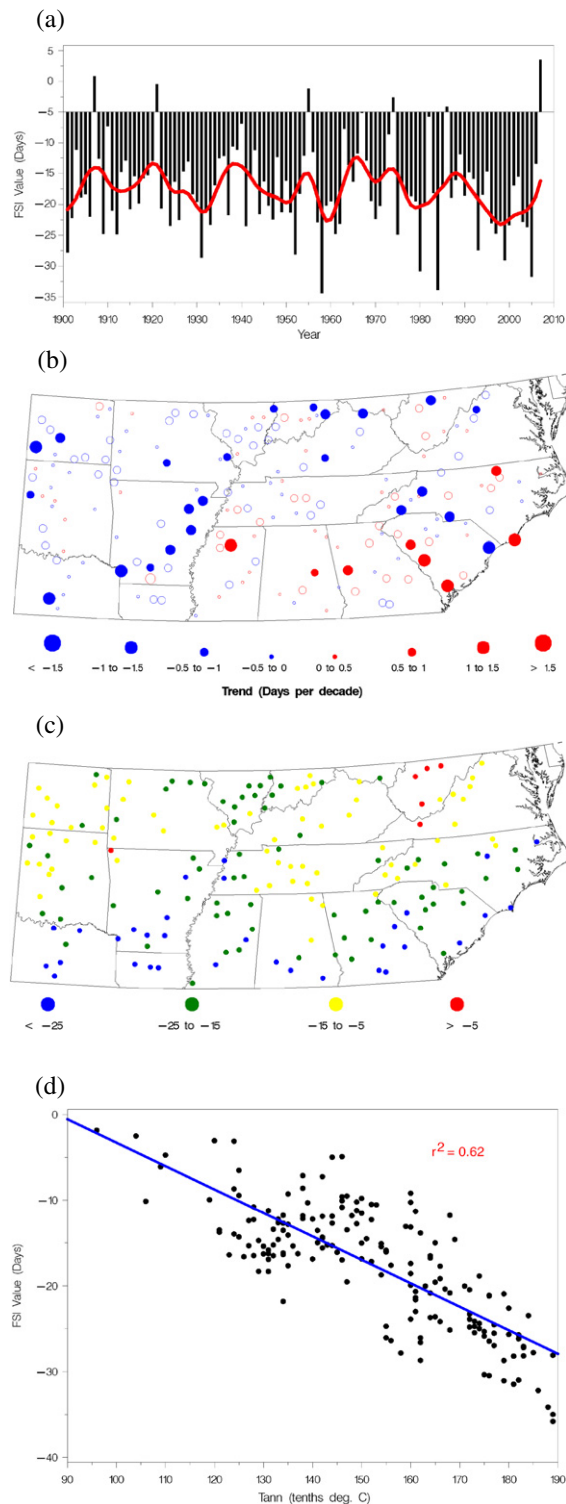 (a)
5
0
−5
−10
−15
−20
−25
−30
−35
FSI Value (Days)
1900 1910 1920 1930 1940 1950 1960 1970 1980 1990 2000 2010
Year
(b)
< −1.5 −1 to −1.5 −0.5 to −1 −0.5 to 0 0 to 0.5 0.5 to 1 1 to 1.5 > 1.5
Trend (Days per decade)
(c)
< −25 −25 to −15 −15 to −5 > −5
(d)
0
−10
−20
−30
−40
FSI Value (Days)
r2 = 0.62
90 100 110 120 130 140 150 160 170 180 190
Tann (tenths deg. C)